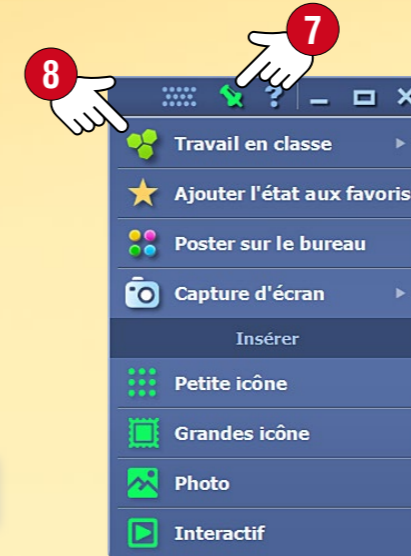 7
8
?
Travail en classe
Ajouter l'état aux favoris
Poster sur le bureau
Capture d'écran
Insérer
Petite icône
Grandes icône
Photo
Interactif